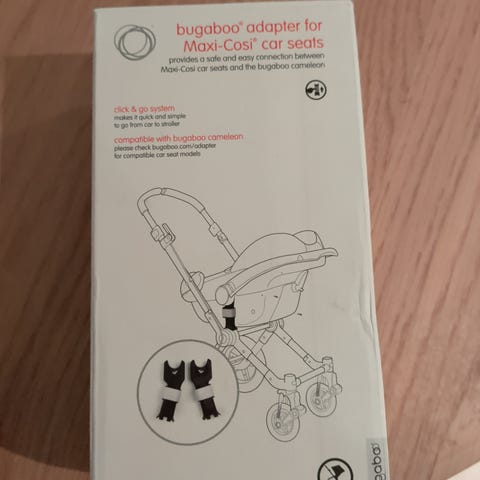 bugaboo® adapter for
Maxi-Cosi® car seats
provides a safe and easy connection between
Maxi-Cosi car seats and the bugaboo cameleon
click & go system
makes it quick and simple
to go from car to stroller
compatible with bugaboo cameleon
please check bugaboo.com/adapter
for compatible car seat models